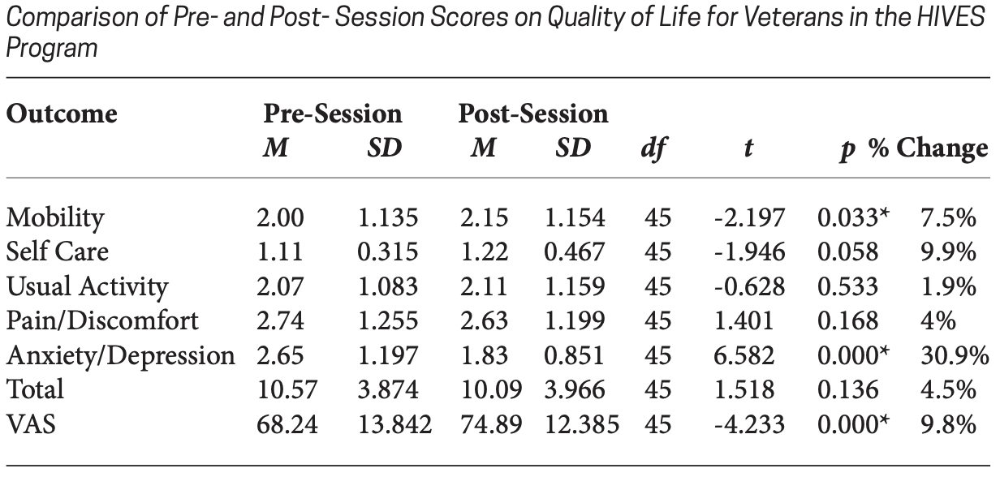 Comparison of Pre- and Post- Session Scores on Quality of Life for Veterans in the HIVES
Program
Outcome Pre-Session Post-Session
M SD M SD df t p % Change
Mobility 2.00 1.135 2.15 1.154 45 -2.197 0.033* 7.5%
Self Care 1.11 0.315 1.22 0.467 45 -1.946 0.058 9.9%
Usual Activity 2.07 1.083 2.11 1.159 45 -0.628 0.533 1.9%
Pain/Discomfort 2.74 1.255 2.63 1.199 45 1.401 0.168 4%
Anxiety/Depression 2.65 1.197 1.83 0.851 45 6.582 0.000* 30.9%
Total 10.57 3.874 10.09 3.966 45 1.518 0.136 4.5%
VAS 68.24 13.842 74.89 12.385 45 -4.233 0.000* 9.8%